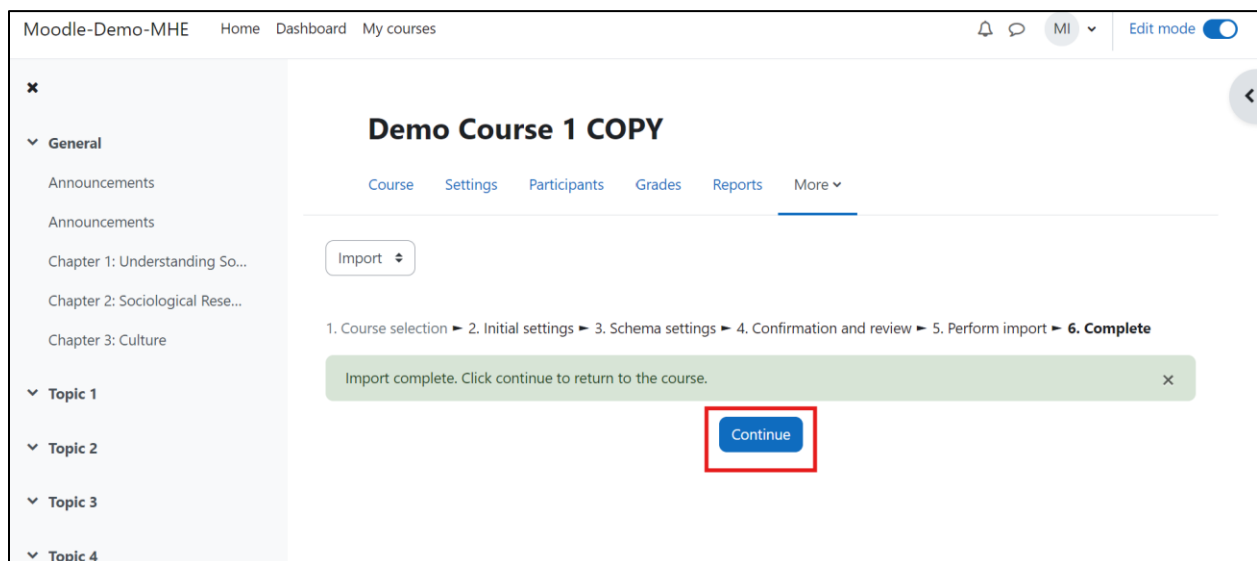 Moodle-Demo-MHE Home Dashboard My courses MI Edit mode
General
Announcements
Announcements
Chapter 1: Understanding So...
Chapter 2: Sociological Rese...
Chapter 3: Culture
Topic 1
Topic 2
Topic 3
Topic 4
Demo Course 1 COPY
Course Settings Participants Grades Reports More
Import
1. Course selection ► 2. Initial settings ► 3. Schema settings ► 4. Confirmation and review ► 5. Perform import ► 6. Complete
Import complete. Click continue to return to the course.
Continue